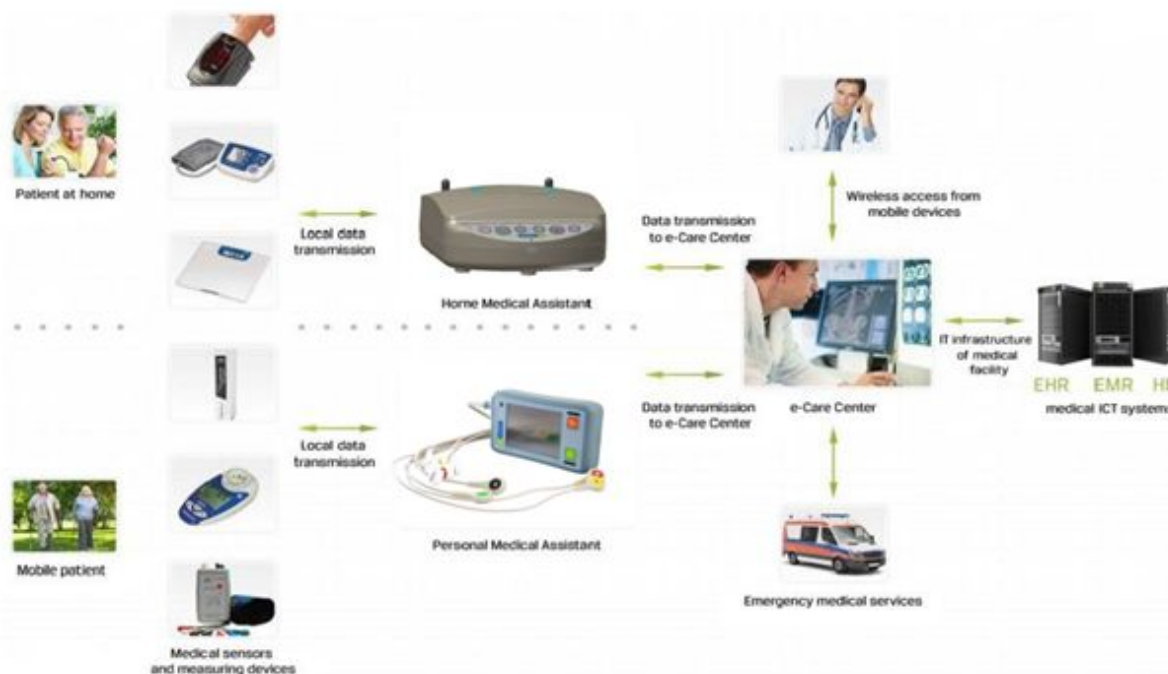 Patient at home
Local data
transmission
Home Medical Assistant
Data transmission
to e-Care Center
Wireless access from
mobile devices
IT infrastructure
of medical
facility
EHR EMR
medical ICT system
e-Care Center
Data transmission
to e-Care Center
Local data
transmission
Personal Medical Assistant
Mobile patient
Emergency medical services
Medical sensors
and measuring devices